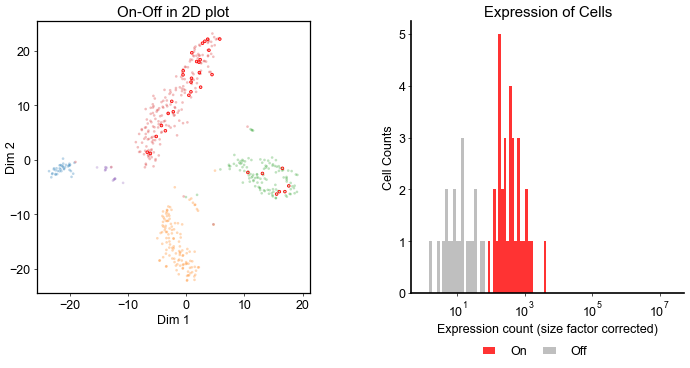 On-Off in 2D plot
Dim 2
20
10
0
−10
−20
−20 −10 0 10 20
Dim 1
Expression of Cells
Cell Counts
5
4
3
2
1
0
10¹ 10³ 10⁵ 10⁷
Expression count (size factor corrected)
On Off